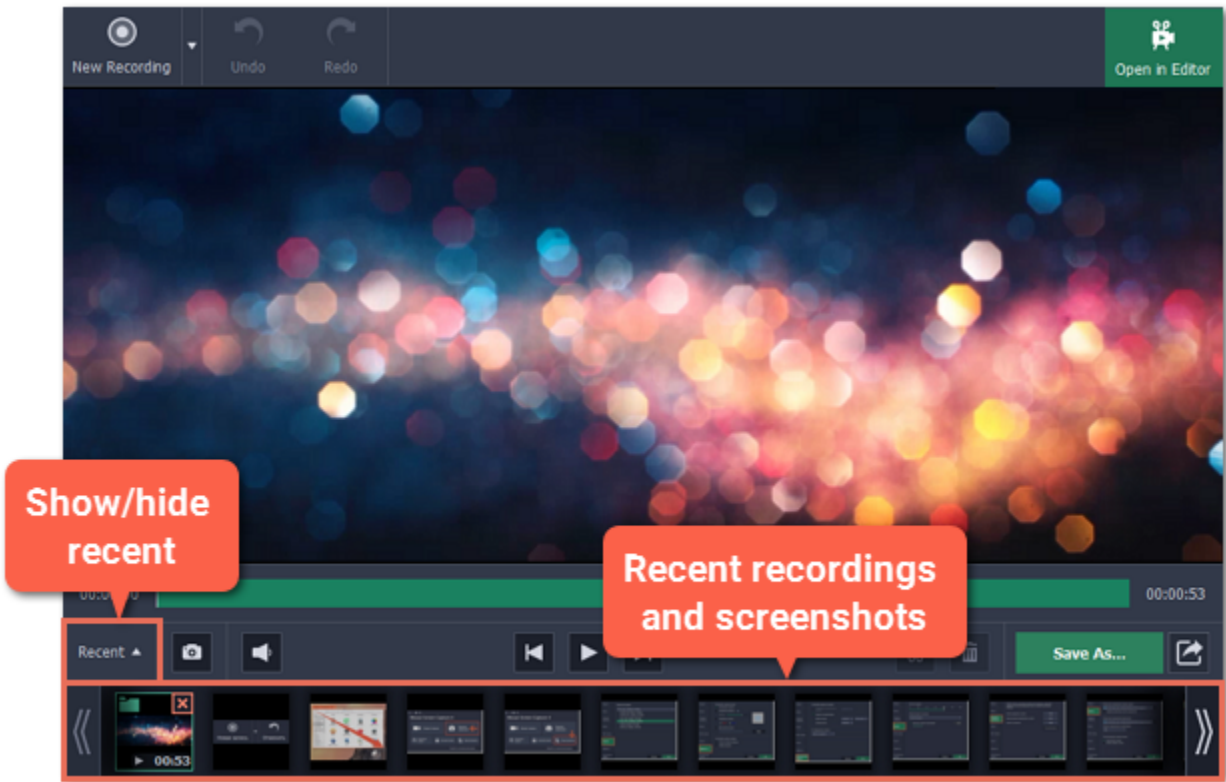 New Recording
Undo
Redo
Open in Editor
Show/hide
recent
Recent recordings
and screenshots
00:00:53
Recent
Save As...
00:53